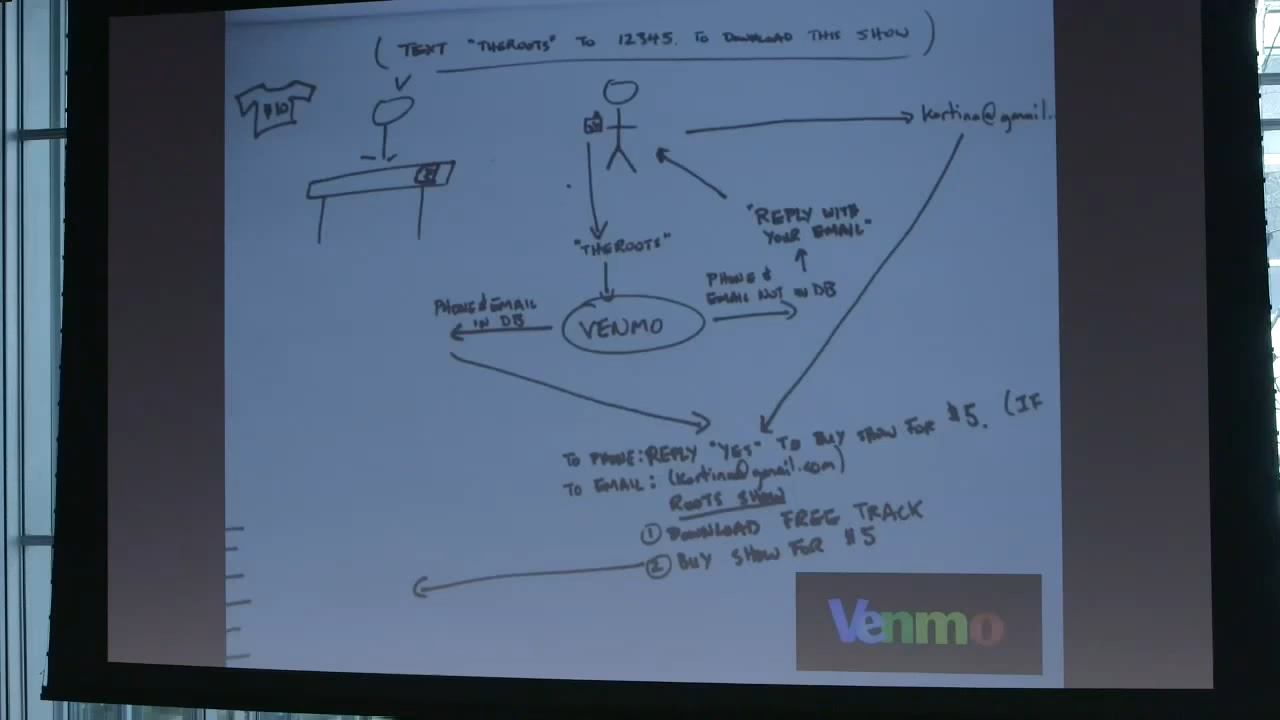 (TEXT "THEROOTS" TO 12345. TO DOWNLOAD THIS SHOW)
$10
kortina@gmail.
"REPLY WITH
YOUR EMAIL"
"THEROOTS"
PHONE &
EMAIL NOT IN DB
PHONE & EMAIL
IN DB
VENMO
TO PHONE: REPLY "YES" TO BUY SHOW FOR $5. (IF
TO EMAIL: (kortina@gmail.com)
ROOTS SHOW
① DOWNLOAD FREE TRACK
② BUY SHOW FOR $5
Venmo